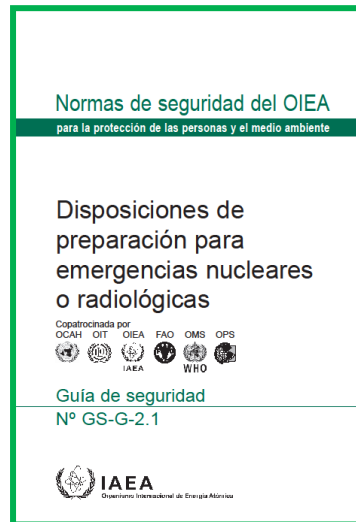 Normas de seguridad del OIEA
para la protección de las personas y el medio ambiente
Disposiciones de
preparación para
emergencias nucleares
o radiológicas
Copatrocinada por
OCAH OIT OIEA FAO OMS OPS
IAEA WHO
Guía de seguridad
Nº GS-G-2.1
IAEA
Organismo Internacional de Energía Atómica